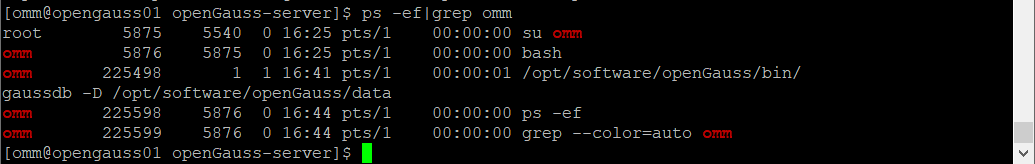 [omm@opengauss01 openGauss-server]$ ps -ef|grep omm
root        5875    5540  0 16:25 pts/1    00:00:00 su omm
omm         5876    5875  0 16:25 pts/1    00:00:00 bash
omm       225498       1  1 16:41 pts/1    00:00:01 /opt/software/openGauss/bin/
gaussdb -D /opt/software/openGauss/data
omm       225598    5876  0 16:44 pts/1    00:00:00 ps -ef
omm       225599    5876  0 16:44 pts/1    00:00:00 grep --color=auto omm
[omm@opengauss01 openGauss-server]$